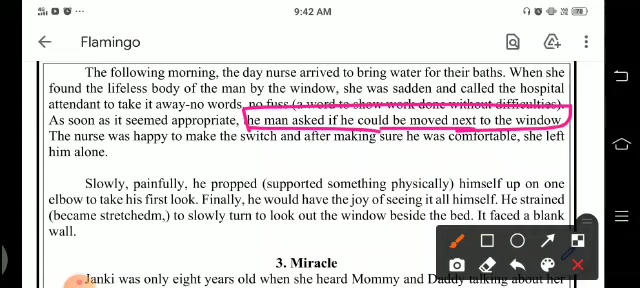 9:42 AM
Flamingo
The following morning, the day nurse arrived to bring water for their baths. When she
found the lifeless body of the man by the window, she was sadden and called the hospital
attendant to take it away-no words, no fuss (a word to show work done without difficulties).
As soon as it seemed appropriate, the man asked if he could be moved next to the window
The nurse was happy to make the switch and after making sure he was comfortable, she left
him alone.
Slowly, painfully, he propped (supported something physically) himself up on one
elbow to take his first look. Finally, he would have the joy of seeing it all himself. He strained
(became stretchedm,) to slowly turn to look out the window beside the bed. It faced a blank
wall.
3. Miracle
Janki was only eight years old when she heard Mommy and Daddy talking about her